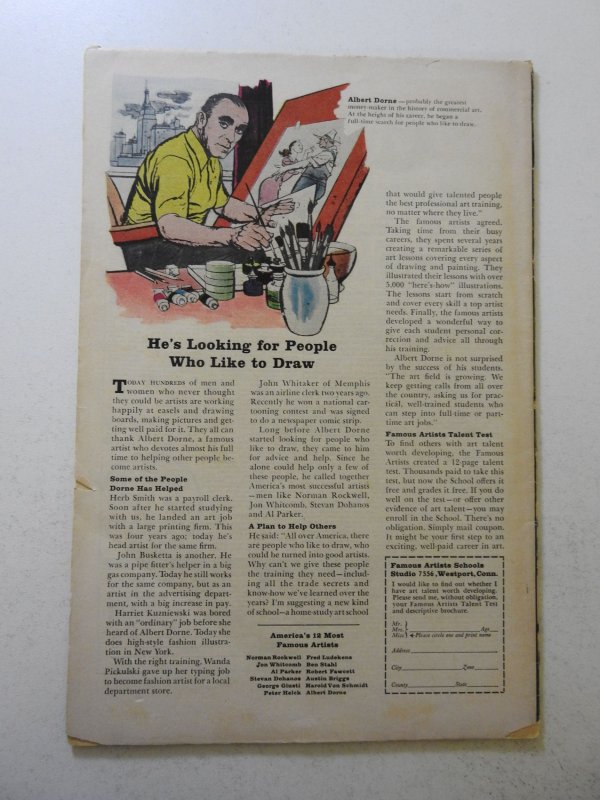 Albert Dorne—probably the greatest
money maker in the history of commercial art.
At the height of his career, he began a
full-time search for people who like to draw.
He's Looking for People
Who Like to Draw
TODAY HUNDREDS of men and
women who never thought
they could be artists are working
happily at easels and drawing
boards, making pictures and get-
ting well paid for it. They all can
thank Albert Dorne, a famous
artist who devotes almost his full
time to helping other people be-
come artists.
Some of the People
Dorne Has Helped
Herb Smith was a payroll clerk.
Soon after he started studying
with us, he landed an art job
with a large printing firm. This
was four years ago; today he's
head artist for the same firm.
John Busketta is another. He
was a pipe fitter's helper in a big
gas company. Today he still works
for the same company, but as an
artist in the advertising depart-
ment, with a big increase in pay.
Harriet Kuzniewski was bored
with an "ordinary" job before she
heard of Albert Dorne. Today she
does high-style fashion illustra-
tion in New York.
With the right training, Wanda
Pickulski gave up her typing job
to become fashion artist for a local
department store.
John Whitaker of Memphis
was an airline clerk two years ago.
Recently he won a national car-
tooning contest and was signed
to do a newspaper comic strip.
Long before Albert Dorne
started looking for people who
like to draw, they came to him
for advice and help. Since he
alone could help only a few of
these people, he called together
America's most successful artists
—men like Norman Rockwell,
Jon Whitcomb, Stevan Dohanos
and Al Parker.
A Plan to Help Others
He said: "All over America, there
are people who like to draw, who
could be turned into good artists.
Why can't we give these people
the training they need—includ-
ing all the trade secrets and
know-how we've learned over the
years? I'm suggesting a new kind
of school—a home-study art school
America's 12 Most
Famous Artists
Norman Rockwell Fred Ludekens
Jon Whitcomb Ben Stahl
Al Parker Robert Fawcett
Stevan Dohanos Austin Briggs
George Giusti Harold Von Schmidt
Peter Helck Albert Dorne
that would give talented people
the best professional art training,
no matter where they live."
The famous artists agreed.
Taking time from their busy
careers, they spent several years
creating a remarkable series of
art lessons covering every aspect
of drawing and painting. They
illustrated their lessons with over
5,000 "here's-how" illustrations.
The lessons start from scratch
and cover every skill a top artist
needs. Finally, the famous artists
developed a wonderful way to
give each student personal cor-
rection and advice all through
his training.
Albert Dorne is not surprised
by the success of his students.
"The art field is growing. We
keep getting calls from all over
the country, asking us for prac-
tical, well-trained students who
can step into full-time or part-
time art jobs."
Famous Artists Talent Test
To find others with art talent
worth developing, the Famous
Artists created a 12-page talent
test. Thousands paid to take this
test, but now the School offers it
free and grades it free. If you do
well on the test—or offer other
evidence of art talent—you may
enroll in the School. There's no
obligation. Simply mail coupon.
It might be your first step to an
exciting, well-paid career in art.
Famous Artists Schools
Studio 7356, Westport, Conn.
I would like to find out whether I
have art talent worth developing.
Please send me, without obligation,
your Famous Artists Talent Test
and descriptive brochure.
Mr.
Mrs. Age
Miss Please circle one and print name
Address
City Zone
County State